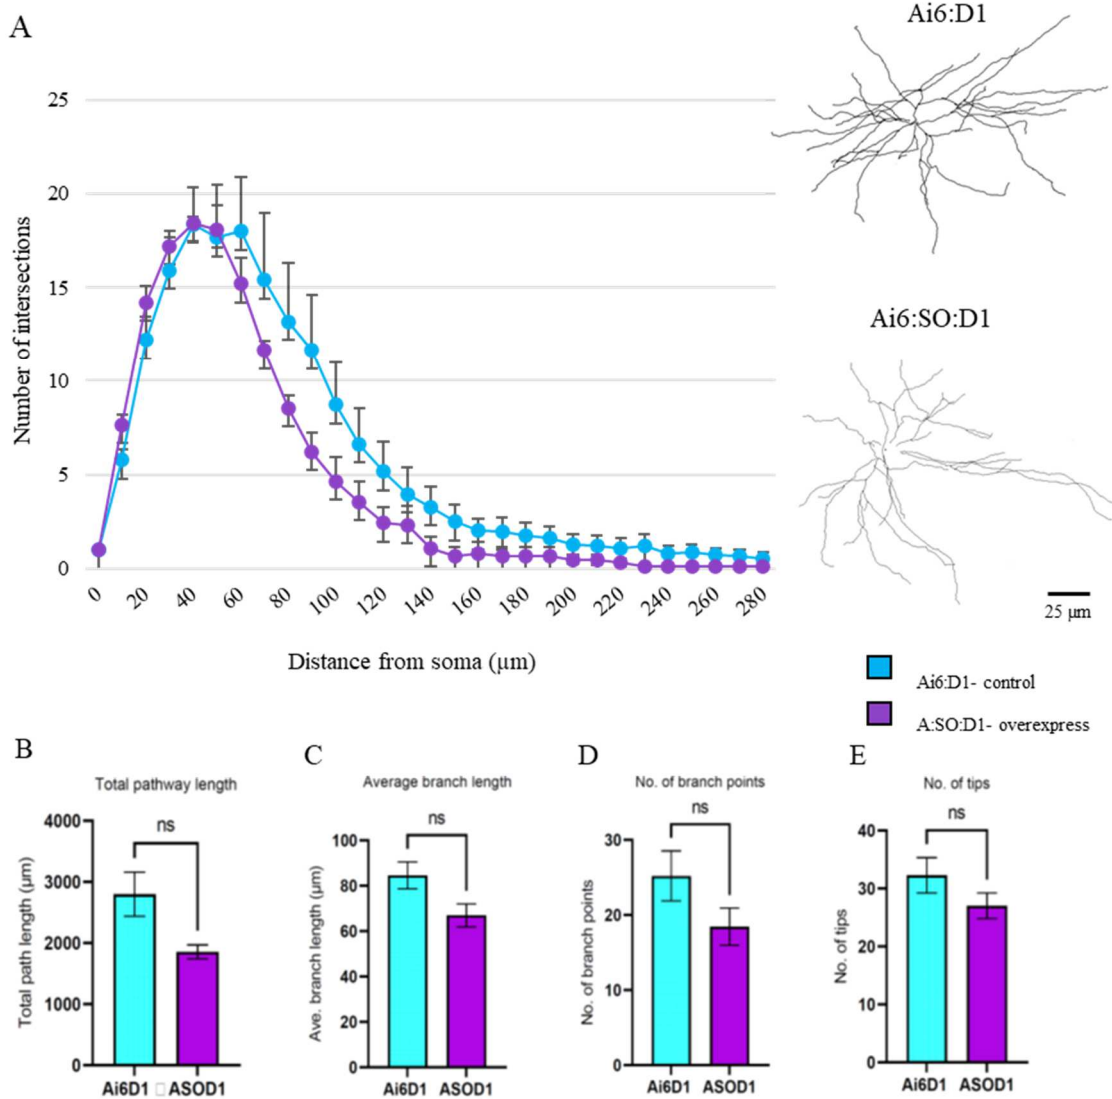 A
Ai6:D1
25
20
15
10
5
0
Number of intersections
0
20
40
60
80
100
120
140
160
180
200
220
240
260
280
Distance from soma (µm)
Ai6:SO:D1
25 µm
Ai6:D1- control
A:SO:D1- overexpress
B
Total pathway length
ns
4000
3000
2000
1000
0
Total path length (µm)
Ai6D1 ASOD1
C
Average branch length
ns
100
80
60
40
20
0
Ave. branch length (µm)
Ai6D1 ASOD1
D
No. of branch points
ns
30
20
10
0
No. of branch points
Ai6D1 ASOD1
E
No. of tips
ns
40
30
20
10
0
No. of tips
Ai6D1 ASOD1